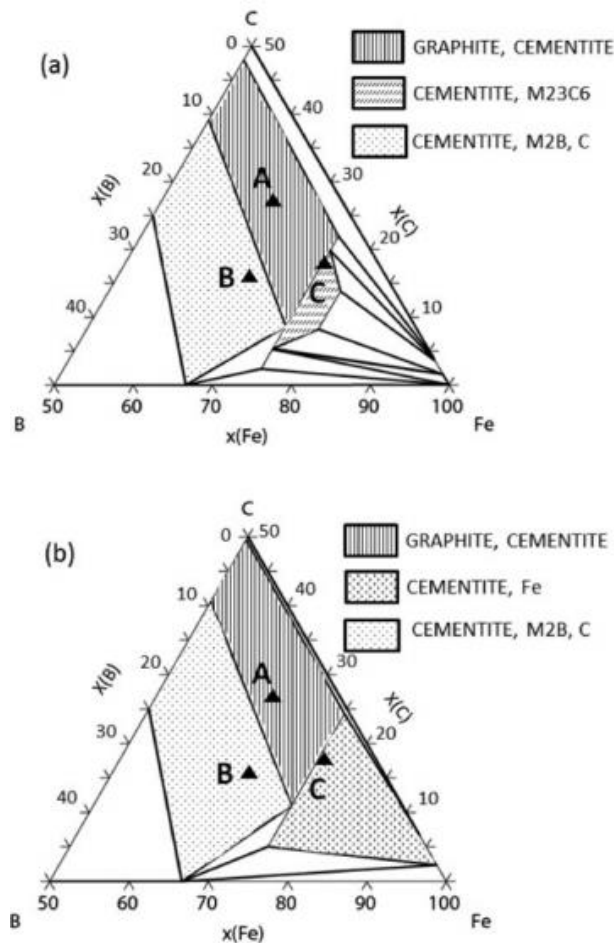 C
(a)
0
50
GRAPHITE, CEMENTITE
CEMENTITE, M23C6
CEMENTITE, M2B, C
10
40
20
30
X(B)
A
X(C)
30
20
B
C
40
10
50
60
70
80
90
100
B
x(Fe)
Fe
C
(b)
0
50
GRAPHITE, CEMENTITE
CEMENTITE, Fe
CEMENTITE, M2B, C
10
40
20
30
X(B)
A
X(C)
30
20
B
C
40
10
50
60
70
80
90
100
B
x(Fe)
Fe